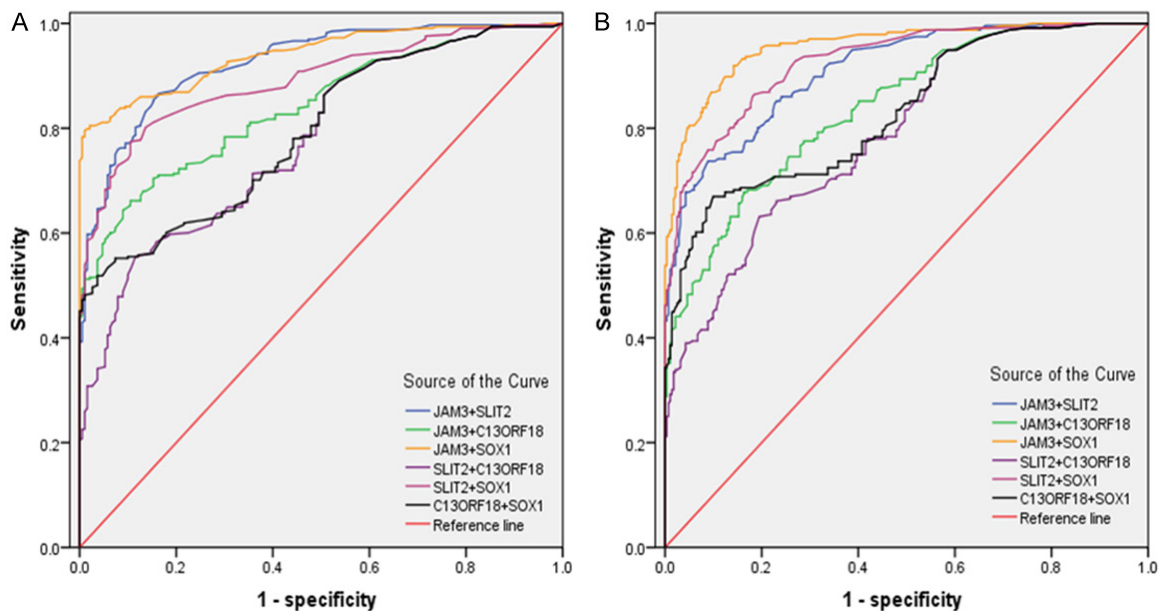 A
Sensitivity
1.0
0.8
0.6
0.4
0.2
0.0
Source of the Curve
JAM3+SLIT2
JAM3+C13ORF18
JAM3+SOX1
SLIT2+C13ORF18
SLIT2+SOX1
C13ORF18+SOX1
Reference line
0.0 0.2 0.4 0.6 0.8 1.0
1 - specificity
B
Sensitivity
1.0
0.8
0.6
0.4
0.2
0.0
Source of the Curve
JAM3+SLIT2
JAM3+C13ORF18
JAM3+SOX1
SLIT2+C13ORF18
SLIT2+SOX1
C13ORF18+SOX1
Reference line
0.0 0.2 0.4 0.6 0.8 1.0
1 - specificity